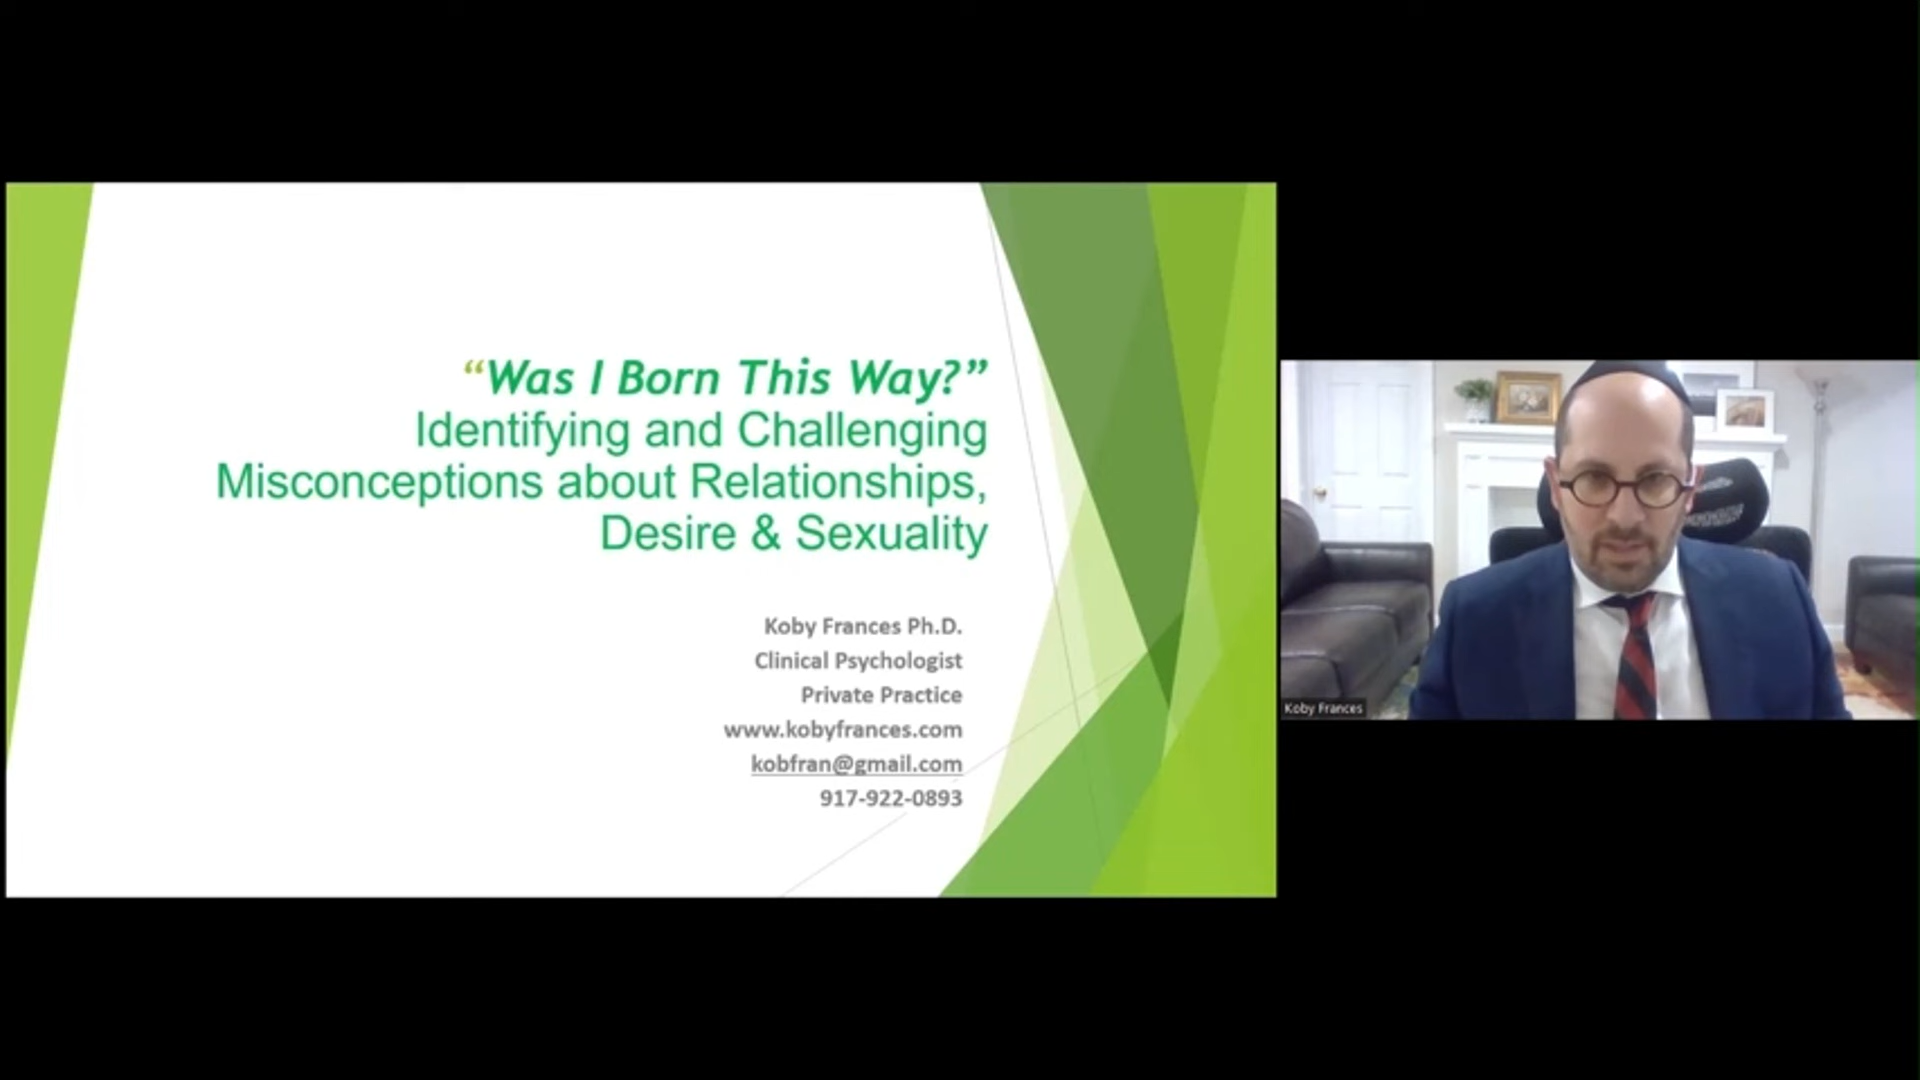 “Was I Born This Way?”
Identifying and Challenging
Misconceptions about Relationships,
Desire & Sexuality
Koby Frances Ph.D.
Clinical Psychologist
Private Practice
www.kobyfrances.com
kobfran@gmail.com
917-922-0893
Koby Frances